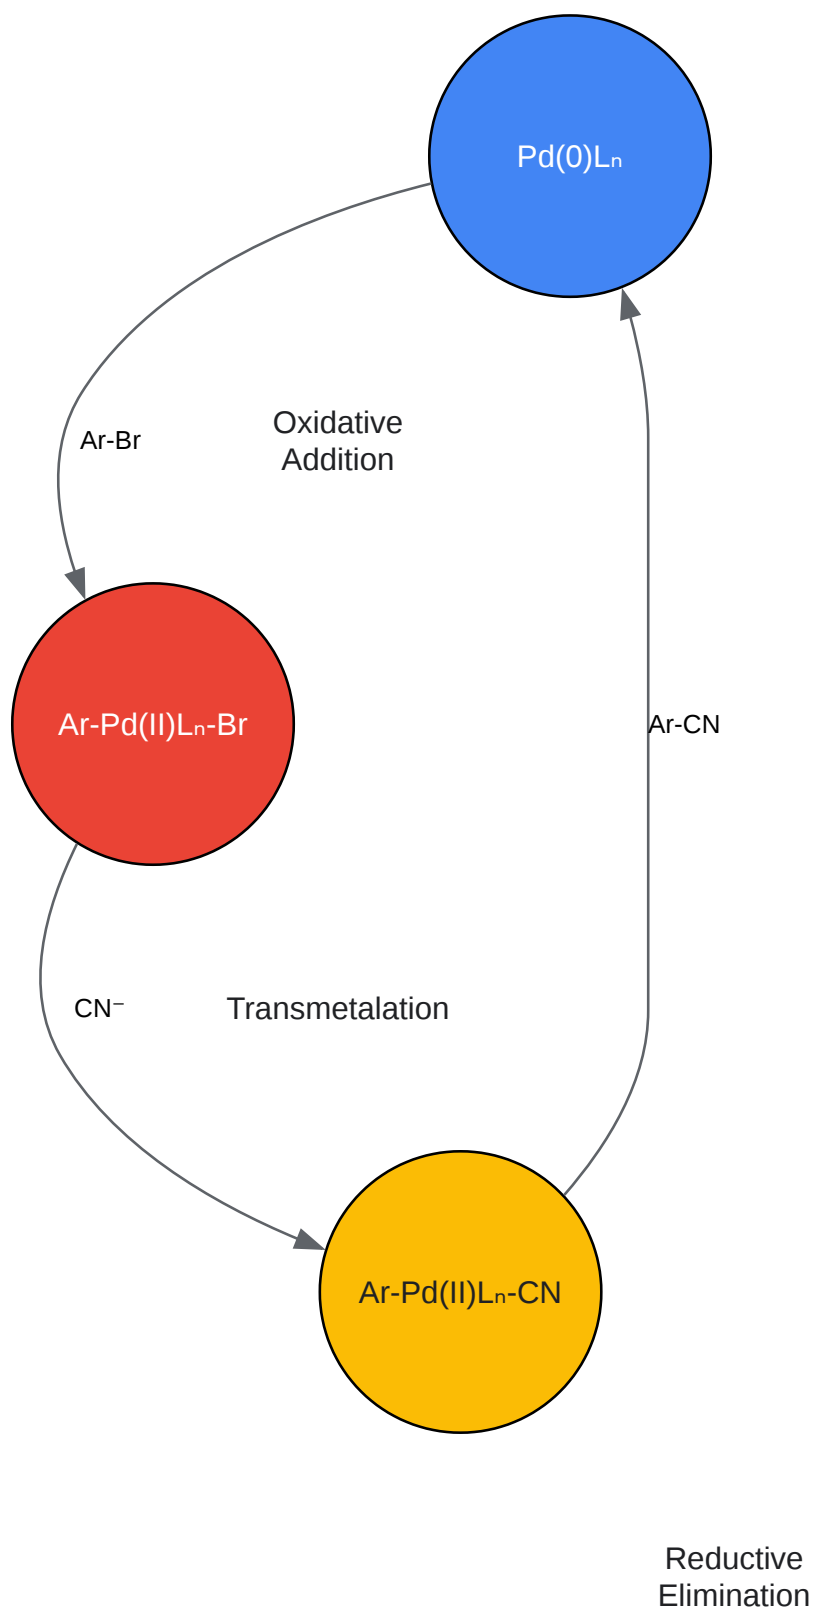 Pd(0)Lₙ
Oxidative
Addition
Ar-Br
Ar-Pd(II)Lₙ-Br
Ar-CN
CN⁻
Transmetalation
Ar-Pd(II)Lₙ-CN
Reductive
Elimination